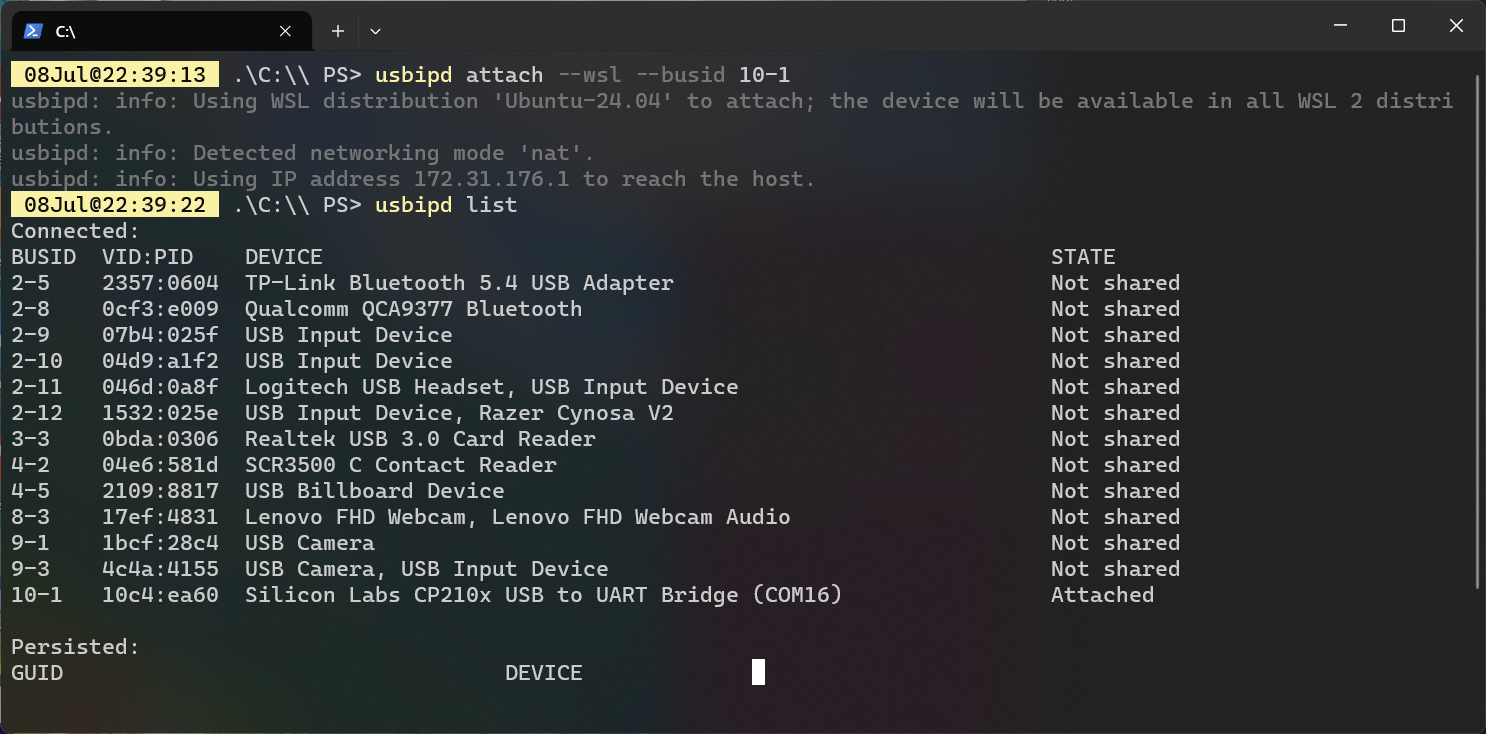 C:\
08Jul@22:39:13 .\C:\\ PS> usbipd attach --wsl --busid 10-1
usbipd: info: Using WSL distribution 'Ubuntu-24.04' to attach; the device will be available in all WSL 2 distri
butions.
usbipd: info: Detected networking mode 'nat'.
usbipd: info: Using IP address 172.31.176.1 to reach the host.
08Jul@22:39:22 .\C:\\ PS> usbipd list
Connected:
BUSID  VID:PID    DEVICE                                                        STATE
2-5    2357:0604  TP-Link Bluetooth 5.4 USB Adapter                             Not shared
2-8    0cf3:e009  Qualcomm QCA9377 Bluetooth                                    Not shared
2-9    07b4:025f  USB Input Device                                              Not shared
2-10   04d9:a1f2  USB Input Device                                              Not shared
2-11   046d:0a8f  Logitech USB Headset, USB Input Device                        Not shared
2-12   1532:025e  USB Input Device, Razer Cynosa V2                             Not shared
3-3    0bda:0306  Realtek USB 3.0 Card Reader                                   Not shared
4-2    04e6:581d  SCR3500 C Contact Reader                                      Not shared
4-5    2109:8817  USB Billboard Device                                          Not shared
8-3    17ef:4831  Lenovo FHD Webcam, Lenovo FHD Webcam Audio                    Not shared
9-1    1bcf:28c4  USB Camera                                                    Not shared
9-3    4c4a:4155  USB Camera, USB Input Device                                  Not shared
10-1   10c4:ea60  Silicon Labs CP210x USB to UART Bridge (COM16)                Attached
Persisted:
GUID                                  DEVICE